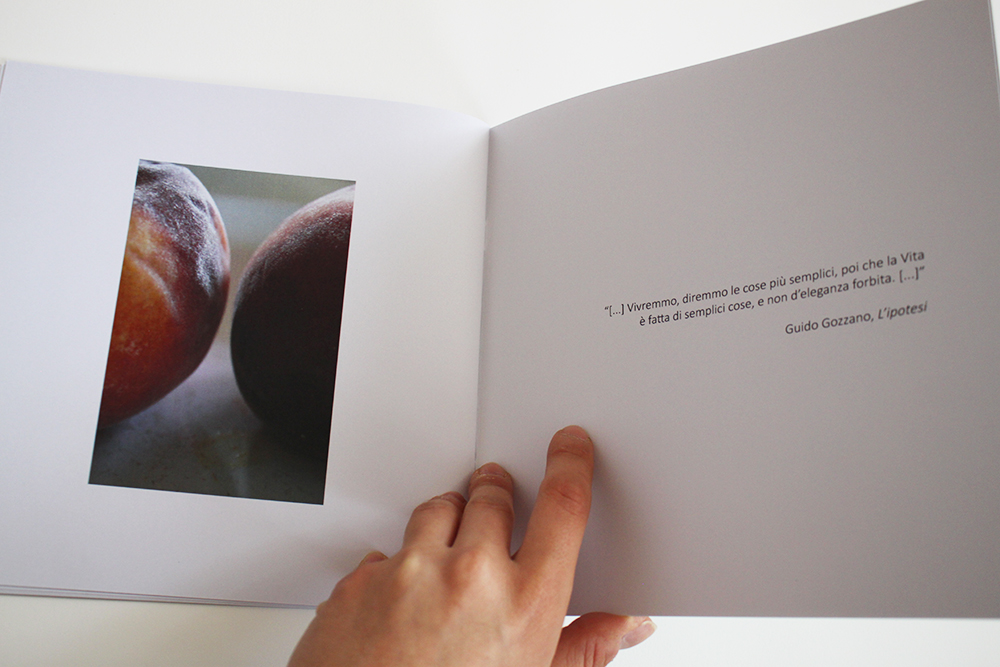 “[...] Vivremmo, diremmo le cose più semplici, poi che la Vita
è fatta di semplici cose, e non d’eleganza forbita. [...]”
Guido Gozzano, L’ipotesi